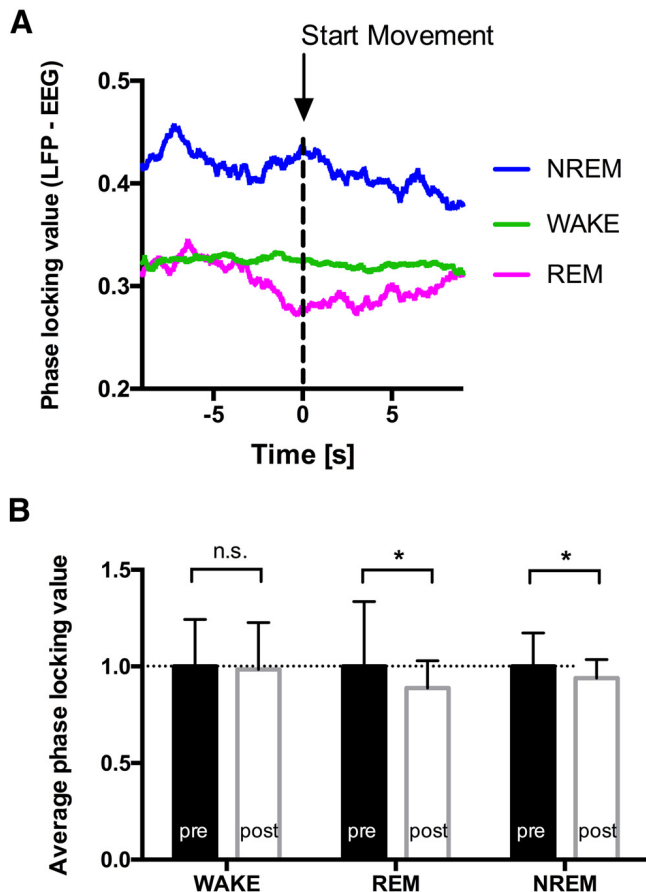 A
Start Movement
Phase locking value (LFP - EEG)
0.5
0.4
0.3
0.2
-5 0 5
Time [s]
NREM
WAKE
REM
B
Average phase locking value
n.s. * *
1.5
1.0
0.5
0.0
pre post pre post pre post
WAKE REM NREM